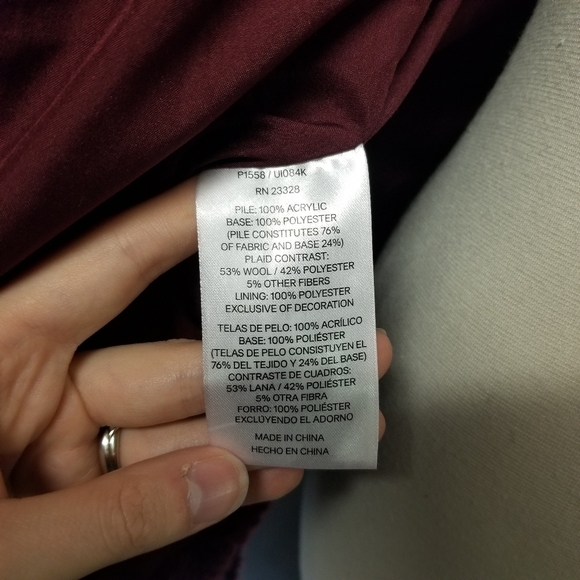 P1558 / UI084K
RN 23328
PILE: 100% ACRYLIC
BASE: 100% POLYESTER
(PILE CONSTITUTES 76%
OF FABRIC AND BASE 24%)
PLAID CONTRAST:
53% WOOL / 42% POLYESTER
5% OTHER FIBERS
LINING: 100% POLYESTER
EXCLUSIVE OF DECORATION
TELAS DE PELO: 100% ACRÍLICO
BASE: 100% POLIÉSTER
(TELAS DE PELO CONSISTUYEN EL
76% DEL TEJIDO Y 24% DEL BASE)
CONTRASTE DE CUADROS:
53% LANA / 42% POLIÉSTER
5% OTRA FIBRA
FORRO: 100% POLIÉSTER
EXCLUYENDO EL ADORNO
MADE IN CHINA
HECHO EN CHINA